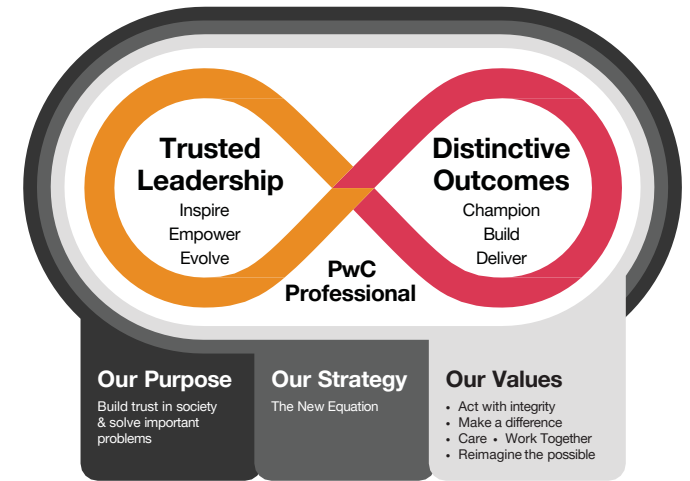 Trusted
Leadership
Inspire
Empower
Evolve
Distinctive
Outcomes
Champion
Build
Deliver
PwC
Professional
Our Purpose
Build trust in society
& solve important
problems
Our Strategy
The New Equation
Our Values
• Act with integrity
• Make a difference
• Care • Work Together
• Reimagine the possible